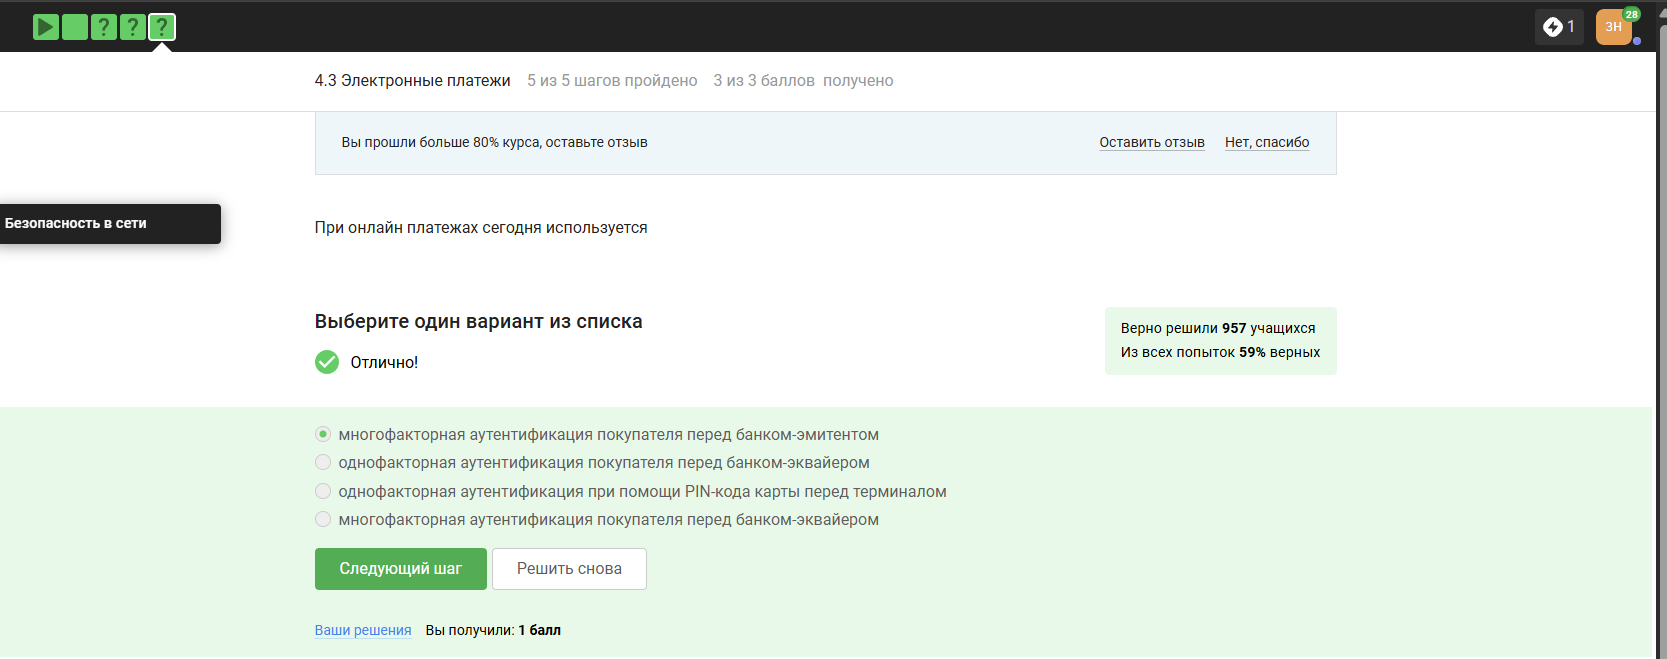 ? ? ?
1
ЗН
28
4.3 Электронные платежи 5 из 5 шагов пройдено 3 из 3 баллов получено
Вы прошли больше 80% курса, оставьте отзыв Оставить отзыв Нет, спасибо
Безопасность в сети
При онлайн платежах сегодня используется
Выберите один вариант из списка
Верно решили 957 учащихся
Из всех попыток 59% верных
Отлично!
многофакторная аутентификация покупателя перед банком-эмитентом
однофакторная аутентификация покупателя перед банком-эквайером
однофакторная аутентификация при помощи PIN-кода карты перед терминалом
многофакторная аутентификация покупателя перед банком-эквайером
Следующий шаг Решить снова
Ваши решения Вы получили: 1 балл